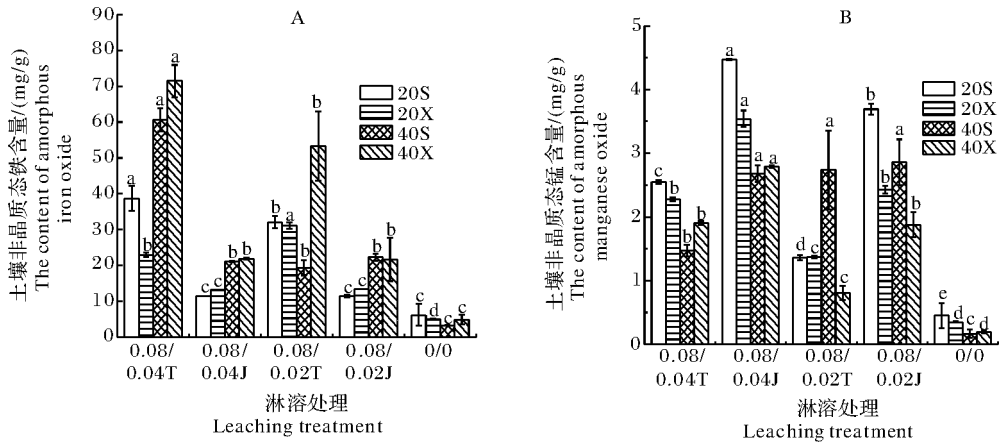 A
土壤非晶质态铁含量/(mg/g)
The content of amorphous
iron oxide
90
80
70
60
50
40
30
20
10
0
20S
20X
40S
40X
a b a a
c c b b
b a b b
c c b b
c c c c
0.08/ 0.08/ 0.08/ 0.08/ 0/0
0.04T 0.04J 0.02T 0.02J
淋溶处理
Leaching treatment
B
土壤非晶质态锰含量/(mg/g)
The content of amorphous
manganese oxide
5
4
3
2
1
0
20S
20X
40S
40X
c b b b
a a a a
d d a c
b c a b
e d c d
0.08/ 0.08/ 0.08/ 0.08/ 0/0
0.04T 0.04J 0.02T 0.02J
淋溶处理
Leaching treatment